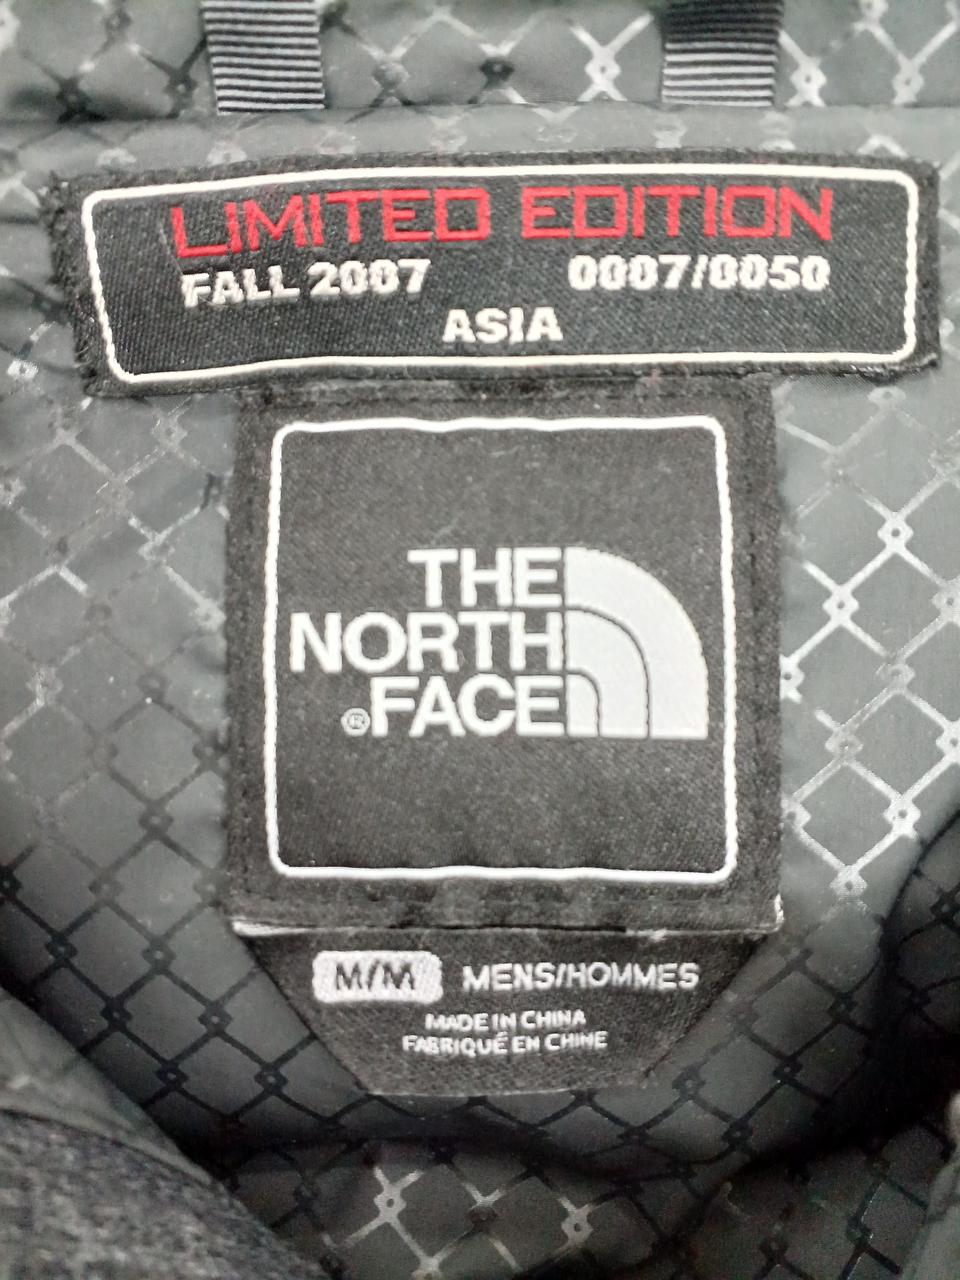 LIMITED EDITION
FALL 2007 0007/0050
ASIA
THE
NORTH
®FACE
M/M MENS/HOMMES
MADE IN CHINA
FABRIQUÉ EN CHINE